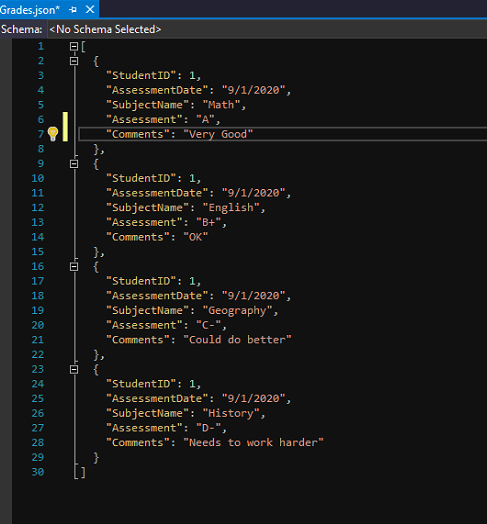 Grades.json*
Schema: <No Schema Selected>
1 [
2 {
3 "StudentID": 1,
4 "AssessmentDate": "9/1/2020",
5 "SubjectName": "Math",
6 "Assessment": "A",
7 "Comments": "Very Good"
8 },
9 {
10 "StudentID": 1,
11 "AssessmentDate": "9/1/2020",
12 "SubjectName": "English",
13 "Assessment": "B+",
14 "Comments": "OK"
15 },
16 {
17 "StudentID": 1,
18 "AssessmentDate": "9/1/2020",
19 "SubjectName": "Geography",
20 "Assessment": "C-",
21 "Comments": "Could do better"
22 },
23 {
24 "StudentID": 1,
25 "AssessmentDate": "9/1/2020",
26 "SubjectName": "History",
27 "Assessment": "D-",
28 "Comments": "Needs to work harder"
29 }
30 ]